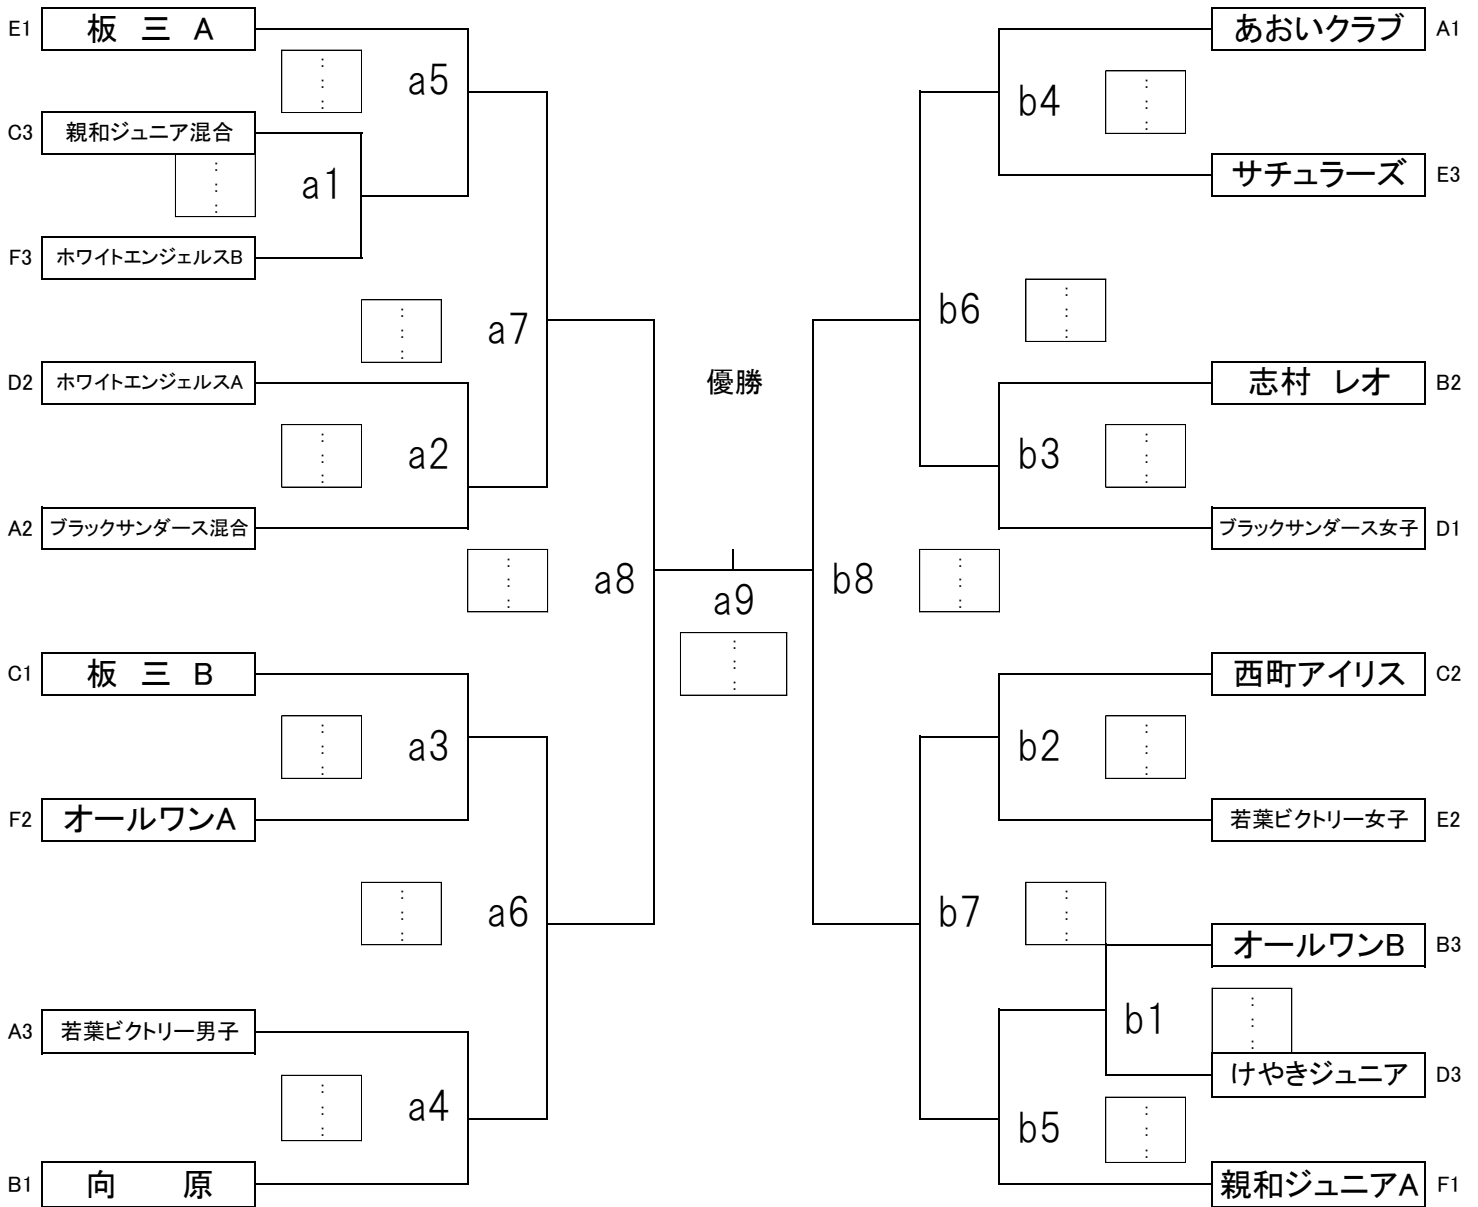 E1 板 三 A
a5
C3 親和ジュニア混合
a1
F3 ホワイトエンジェルスB
a7
D2 ホワイトエンジェルスA
a2
A2 ブラックサンダース混合
a8
C1 板 三 B
a3
F2 オールワンA
a6
A3 若葉ビクトリー男子
a4
B1 向 原
優勝
a9
あおいクラブ A1
b4
サチュラーズ E3
b6
志村 レオ B2
b3
ブラックサンダース女子 D1
b8
西町アイリス C2
b2
若葉ビクトリー女子 E2
b7
オールワンB B3
b1
けやきジュニア D3
b5
親和ジュニアA F1